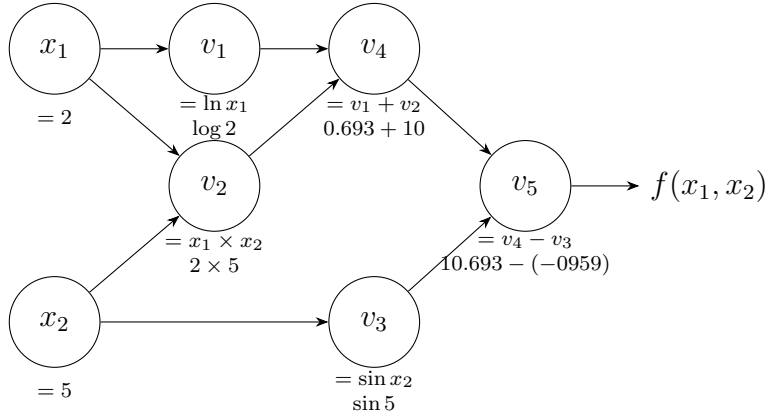 x₁
v₁
v₄
= 2
= ln x₁
log 2
= v₁ + v₂
0.693 + 10
v₂
v₅
f(x₁, x₂)
= x₁ × x₂
2 × 5
= v₄ − v₃
10.693 − (−0959)
x₂
v₃
= 5
= sin x₂
sin 5